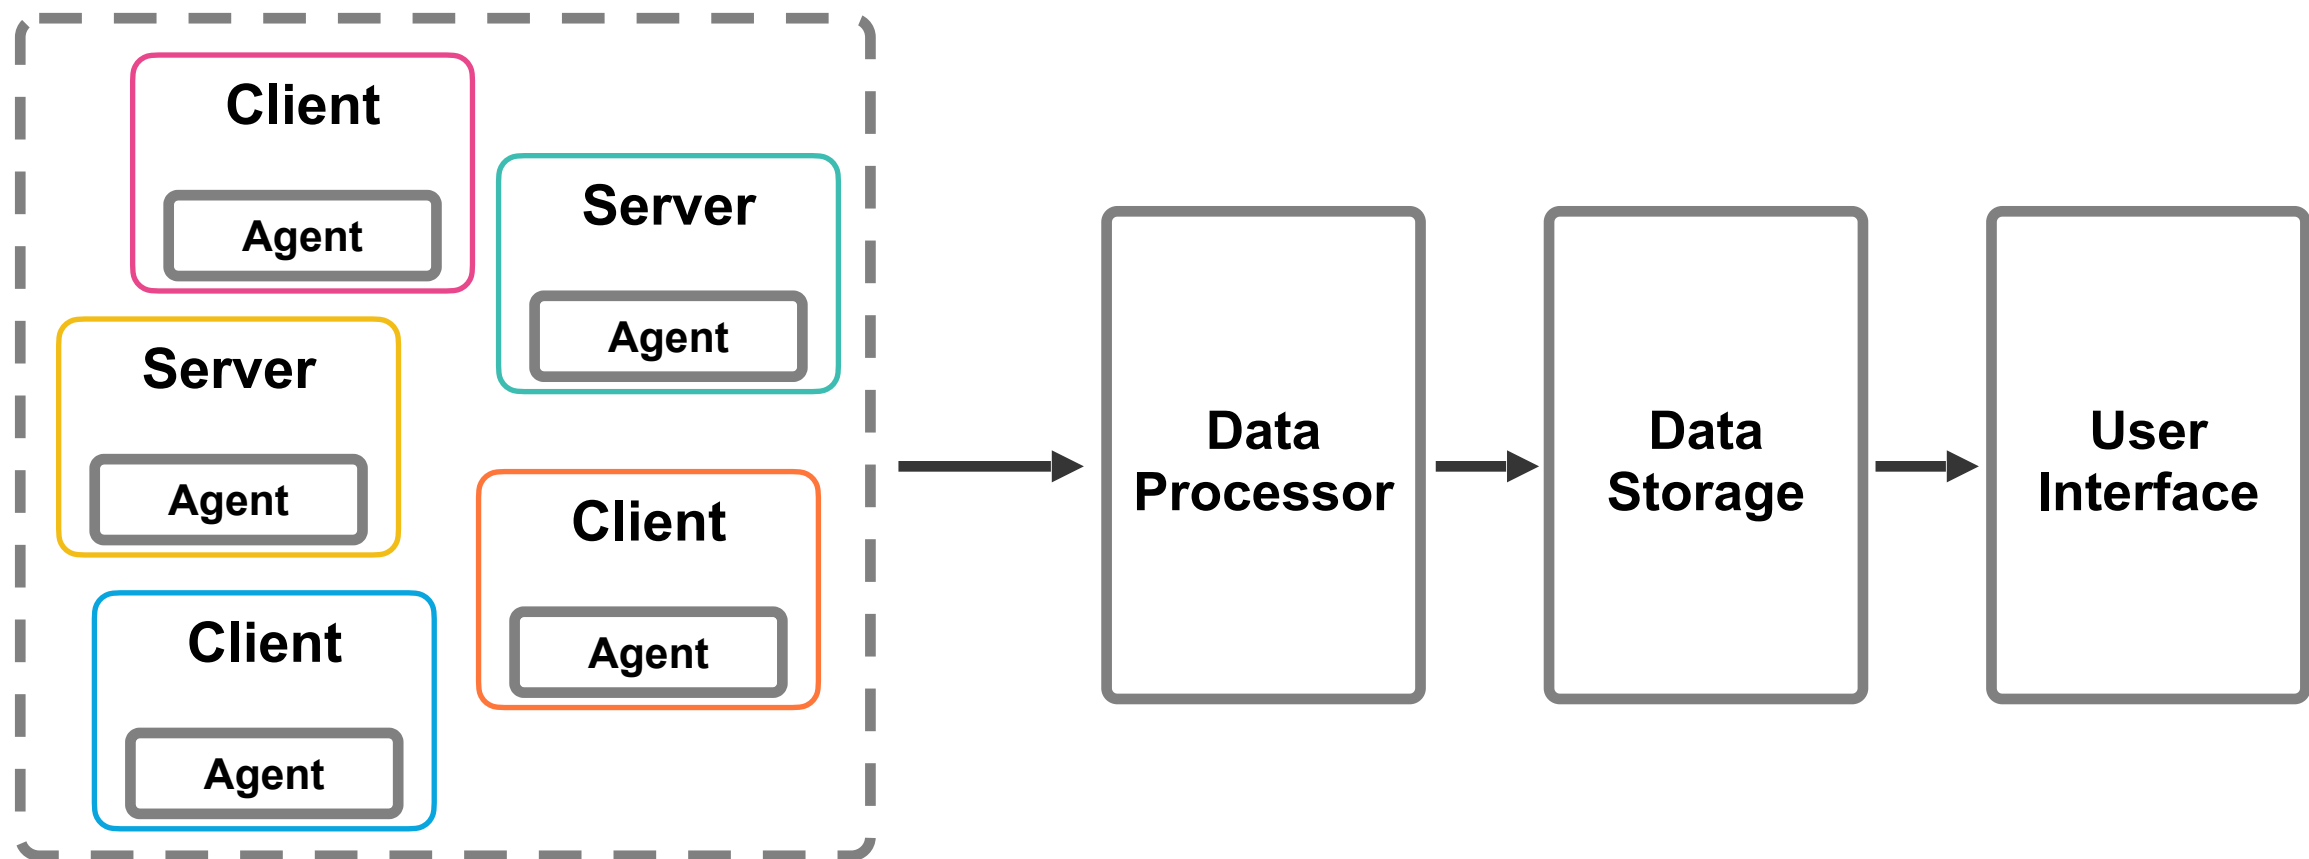 Client
Agent
Server
Agent
Server
Agent
Client
Agent
Client
Agent
Data
Processor
Data
Storage
User
Interface